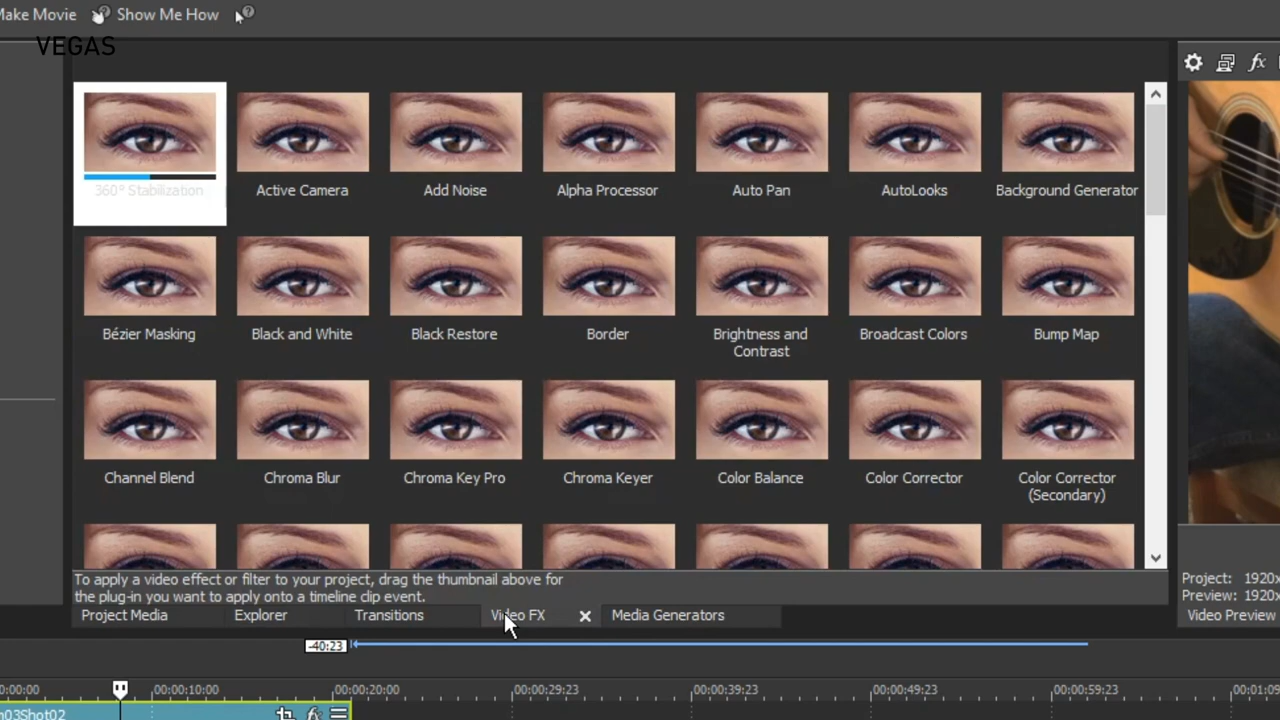 Make Movie Show Me How
VEGAS
360° Stabilization Active Camera Add Noise Alpha Processor Auto Pan AutoLooks Background Generator
Bézier Masking Black and White Black Restore Border Brightness and Contrast Broadcast Colors Bump Map
Channel Blend Chroma Blur Chroma Key Pro Chroma Keyer Color Balance Color Corrector Color Corrector (Secondary)
To apply a video effect or filter to your project, drag the thumbnail above for
the plug-in you want to apply onto a timeline clip event.
Project Media Explorer Transitions Video FX Media Generators
Project: 1920x
Preview: 1920x
Video Preview
-40:23
0:00:00 00:00:10:00 00:00:20:00 00:00:29:23 00:00:39:23 00:00:49:23 00:00:59:23 00:01:09
n03Shot02